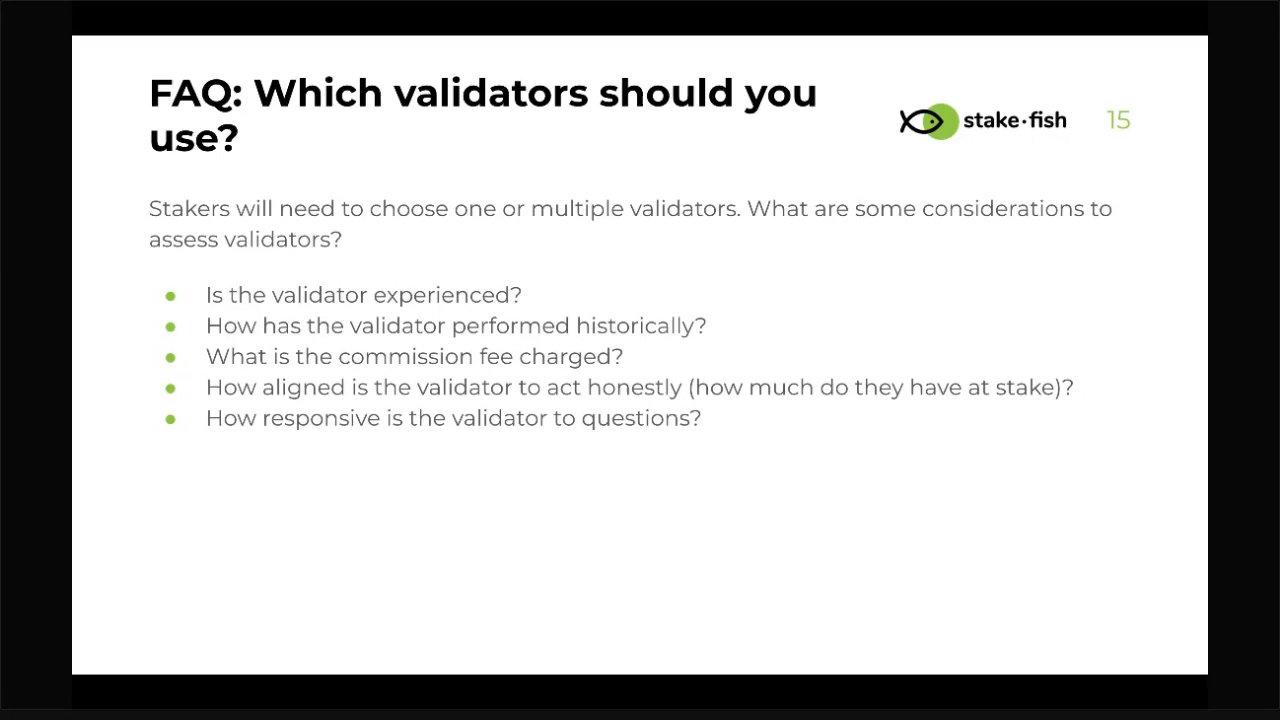 FAQ: Which validators should you
use?
stake·fish
15
Stakers will need to choose one or multiple validators. What are some considerations to
assess validators?
● Is the validator experienced?
● How has the validator performed historically?
● What is the commission fee charged?
● How aligned is the validator to act honestly (how much do they have at stake)?
● How responsive is the validator to questions?